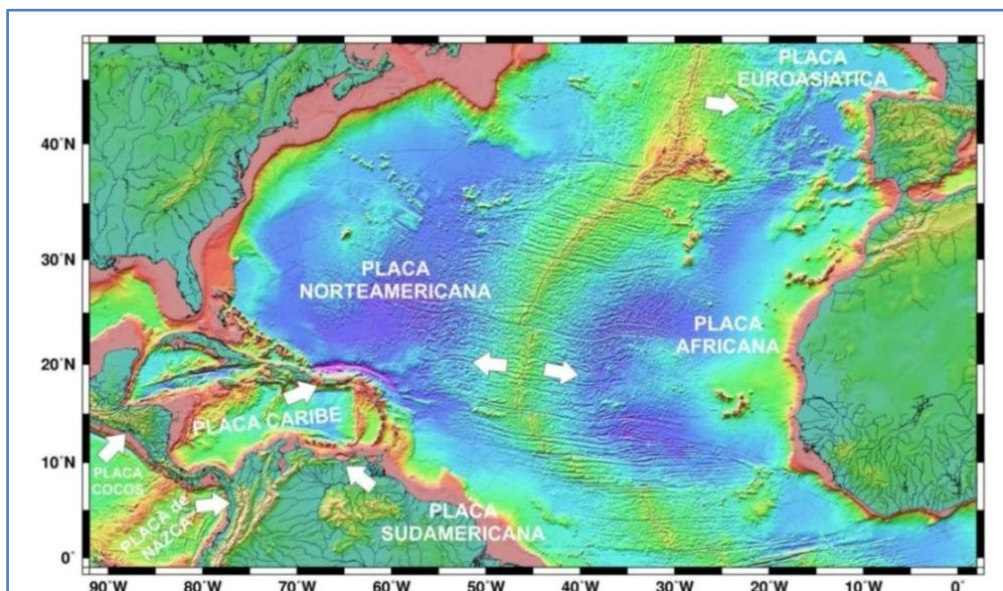 PLACA
EUROASIATICA
40°N
30°N
PLACA
NORTEAMERICANA
PLACA
AFRICANA
20°N
PLACA CARIBE
10°N
PLACA
COCOS
PLACA de
NAZCA
PLACA
SUDAMERICANA
0°
90°W 80°W 70°W 60°W 50°W 40°W 30°W 20°W 10°W 0°